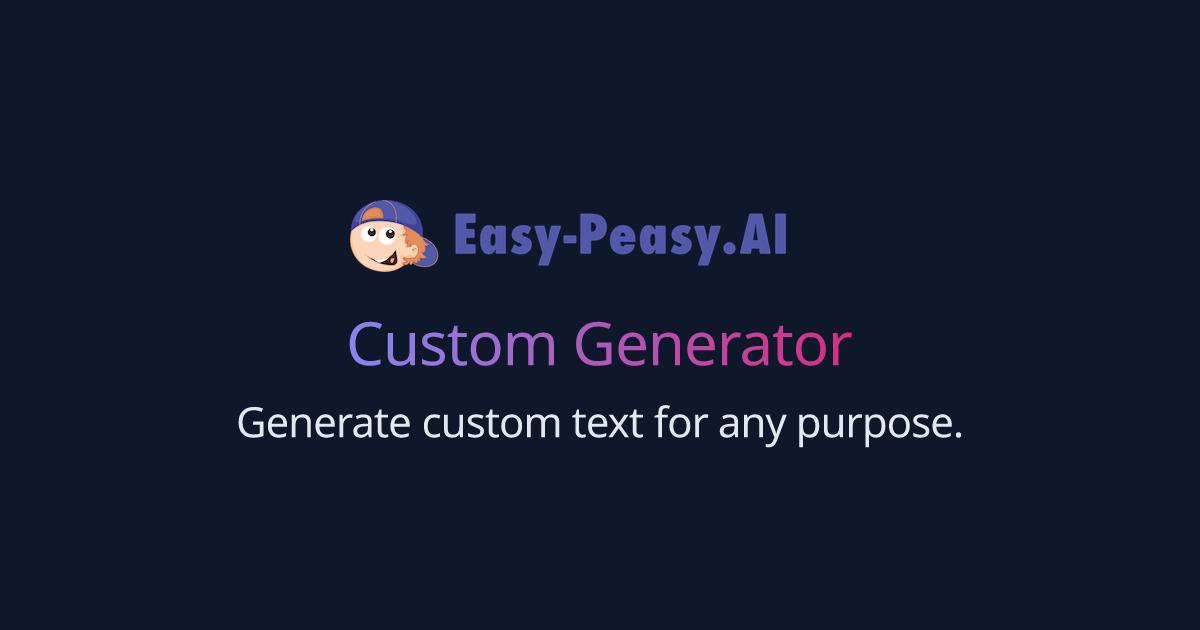 Easy-Peasy.AI
Custom Generator
Generate custom text for any purpose.